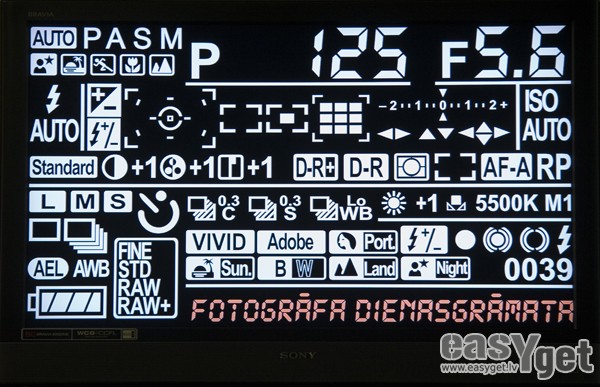 AUTO P A S M
P 125 F5.6
AUTO
+/-
-2 1 0 1 2+
ISO AUTO
Standard +1 +1 +1 D-R+ D-R AF-A RP
L M S
0.3 C 0.3 S Lo WB +1 5500K M1
VIVID Adobe Port.
Sun. B W Land Night
FINE
STD
RAW
RAW+
AEL AWB
0039
FOTOGRĀFA DIENASGRĀMATA
SONY
easyget
www.easyget.lv